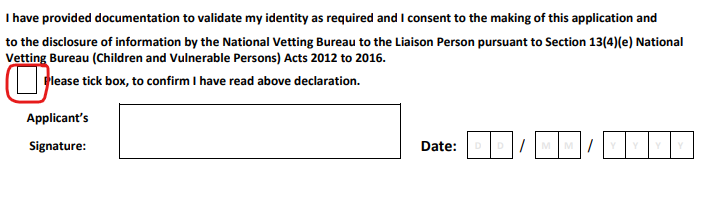 I have provided documentation to validate my identity as required and I consent to the making of this application and
to the disclosure of information by the National Vetting Bureau to the Liaison Person pursuant to Section 13(4)(e) National
Vetting Bureau (Children and Vulnerable Persons) Acts 2012 to 2016.
Please tick box, to confirm I have read above declaration.
Applicant's
Signature:
Date: D D / M M / Y Y Y Y